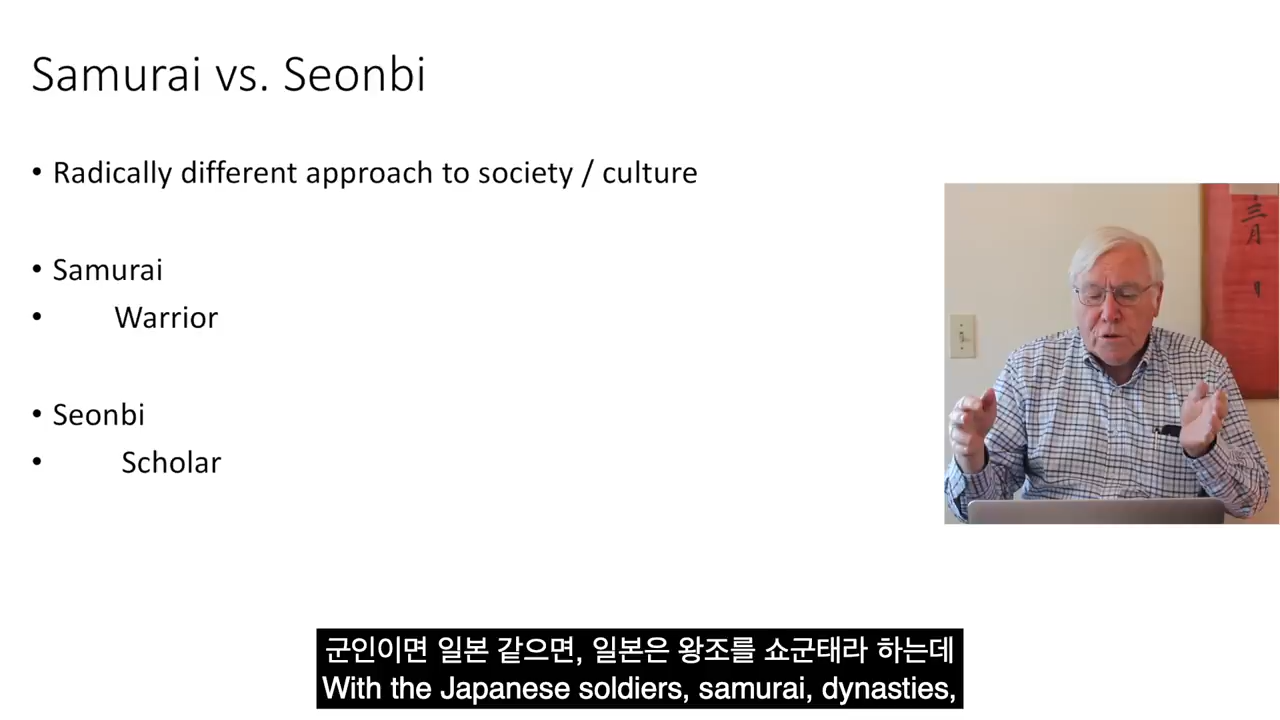 Samurai vs. Seonbi
• Radically different approach to society / culture
• Samurai
• Warrior
• Seonbi
• Scholar
三月
군인이면 일본 같으면, 일본은 왕조를 쇼군태라 하는데
With the Japanese soldiers, samurai, dynasties,